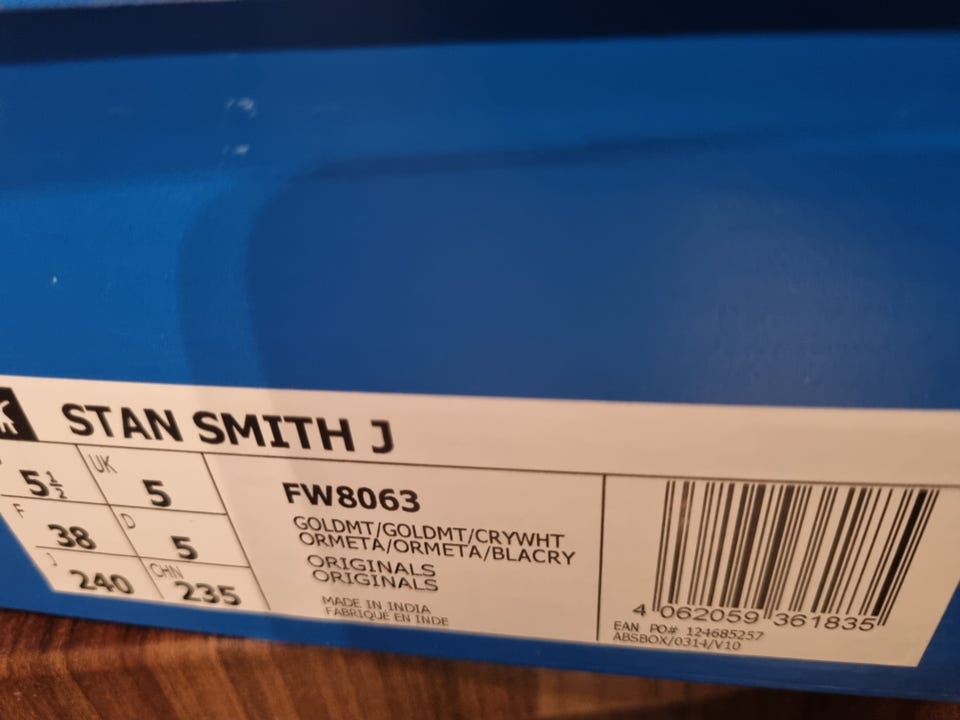 STAN SMITH J
5½ UK 5
F 38 D 5
J 240 CHN 235
FW8063
GOLDMT/GOLDMT/CRYWHT
ORMETA/ORMETA/BLACRY
ORIGINALS
ORIGINALS
MADE IN INDIA
FABRIQUÉ EN INDE
4 062059 361835
EAN PO# 124685257
ABSBOX/0314/V10